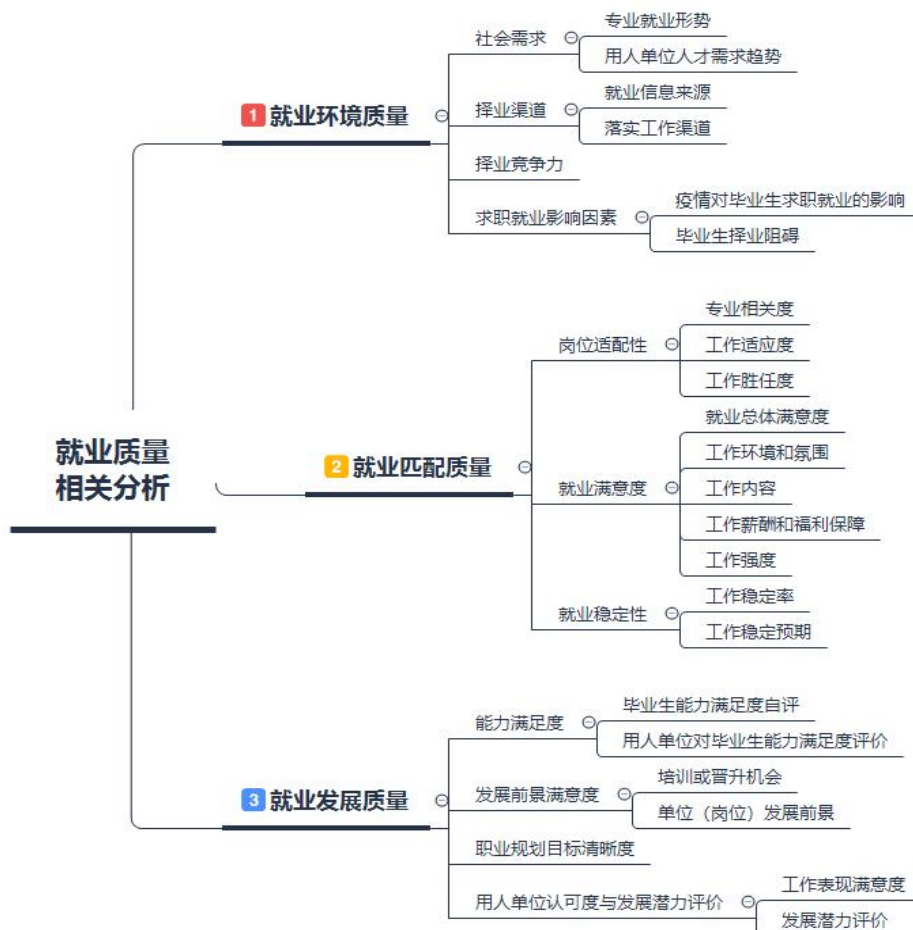 就业质量
相关分析
1 就业环境质量
社会需求
专业就业形势
用人单位人才需求趋势
择业渠道
就业信息来源
落实工作渠道
择业竞争力
求职就业影响因素
疫情对毕业生求职就业的影响
毕业生择业阻碍
2 就业匹配质量
岗位适配性
专业相关度
工作适应度
工作胜任度
就业满意度
就业总体满意度
工作环境和氛围
工作内容
工作薪酬和福利保障
工作强度
就业稳定性
工作稳定率
工作稳定预期
3 就业发展质量
能力满足度
毕业生能力满足度自评
用人单位对毕业生能力满足度评价
发展前景满意度
培训或晋升机会
单位（岗位）发展前景
职业规划目标清晰度
用人单位认可度与发展潜力评价
工作表现满意度
发展潜力评价